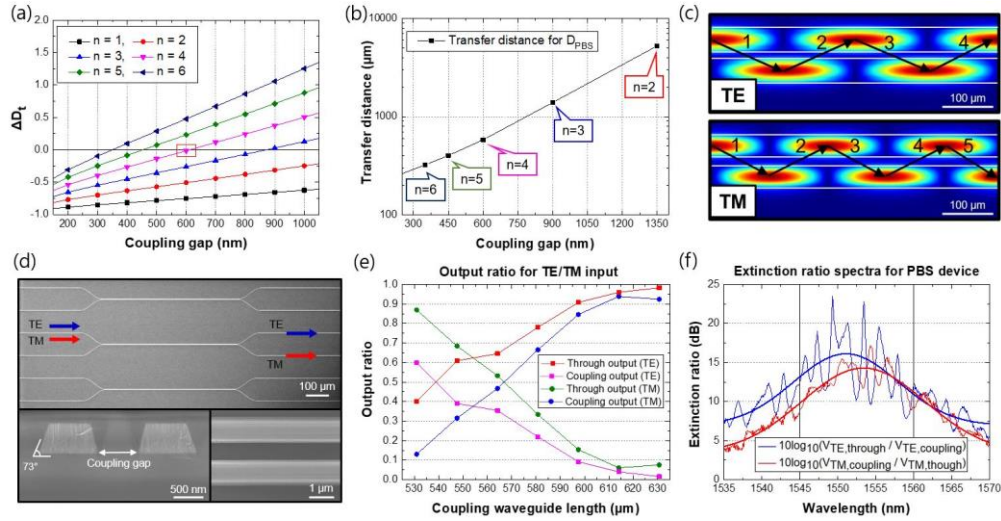 (a)
2.0
1.5
1.0
0.5
0.0
-0.5
-1.0
ΔDt
n = 1, n = 2
n = 3, n = 4
n = 5, n = 6
200 300 400 500 600 700 800 900 1000
Coupling gap (nm)
(b)
10000
1000
100
Transfer distance (μm)
Transfer distance for DPBS
n=2
n=3
n=4
n=5
n=6
300 450 600 750 900 1050 1200 1350
Coupling gap (nm)
(c)
1 2 3 4
TE
100 μm
1 2 3 4 5
TM
100 μm
(d)
TE
TM
TE
TM
100 μm
73°
Coupling gap
500 nm
1 μm
(e)
Output ratio for TE/TM input
1.0
0.9
0.8
0.7
0.6
0.5
0.4
0.3
0.2
0.1
0.0
Output ratio
Through output (TE)
Coupling output (TE)
Through output (TM)
Coupling output (TM)
530 540 550 560 570 580 590 600 610 620 630
Coupling waveguide length (μm)
(f)
Extinction ratio spectra for PBS device
25
20
15
10
5
0
Extinction ratio (dB)
10log10(VTE,through / VTE,coupling)
10log10(VTM,coupling / VTM,though)
1535 1540 1545 1550 1555 1560 1565 1570
Wavelength (nm)